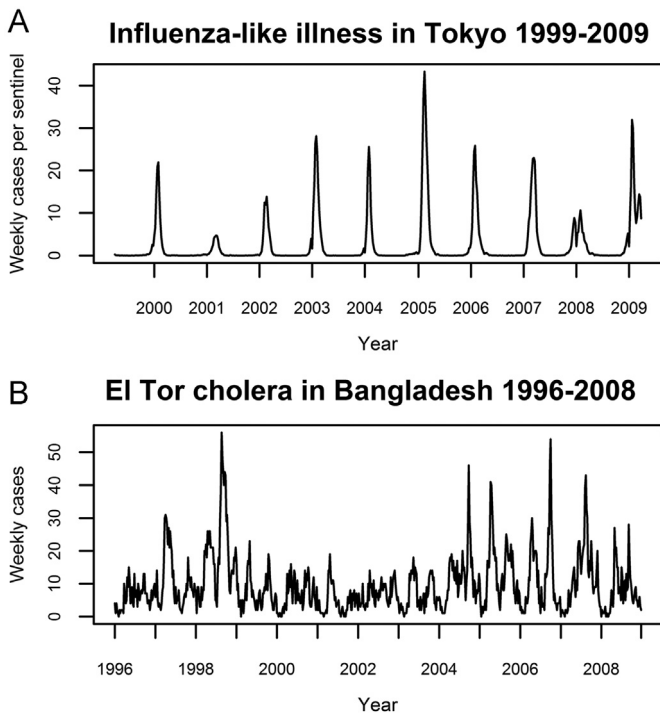 A
Influenza-like illness in Tokyo 1999-2009
Weekly cases per sentinel
40
30
20
10
0
2000 2001 2002 2003 2004 2005 2006 2007 2008 2009
Year
B
El Tor cholera in Bangladesh 1996-2008
Weekly cases
50
40
30
20
10
0
1996 1998 2000 2002 2004 2006 2008
Year